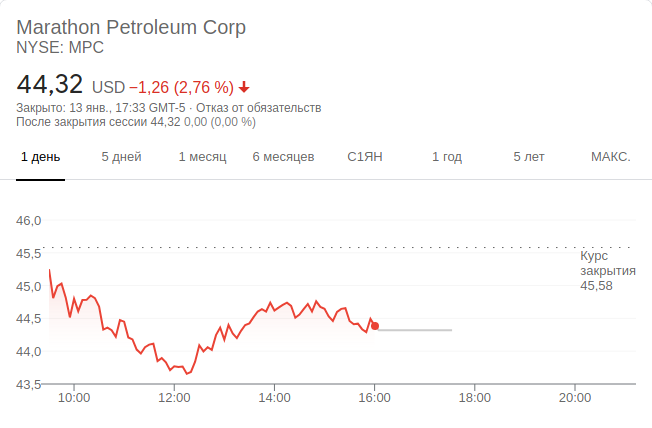 Marathon Petroleum Corp
NYSE: MPC
44,32 USD −1,26 (2,76 %)
Закрыто: 13 янв., 17:33 GMT-5 · Отказ от обязательств
После закрытия сессии 44,32 0,00 (0,00 %)
1 день 5 дней 1 месяц 6 месяцев С1ЯН 1 год 5 лет МАКС.
46,0
45,5
Курс
закрытия
45,58
45,0
44,5
44,0
43,5
10:00 12:00 14:00 16:00 18:00 20:00